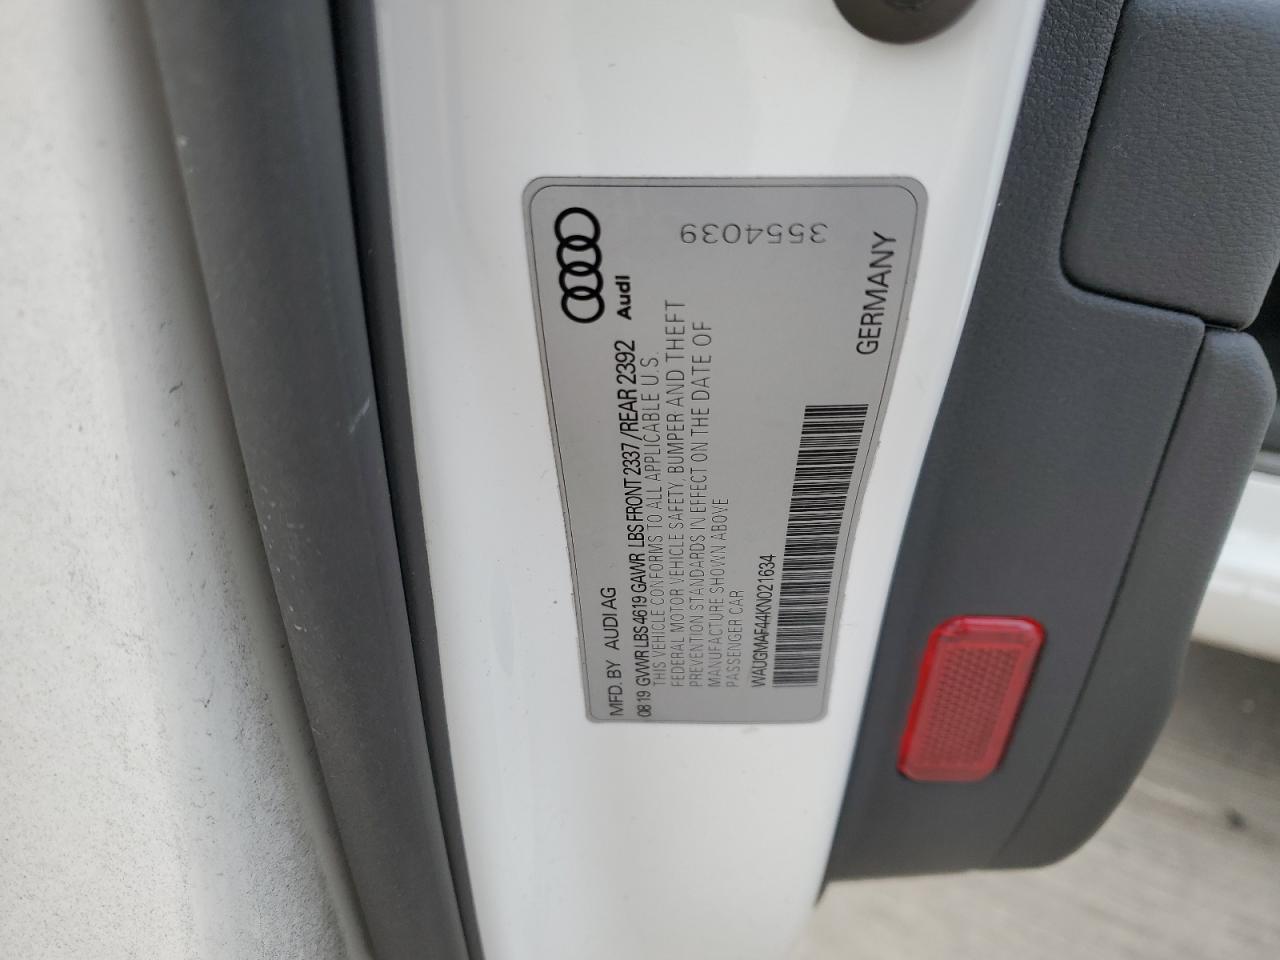 Audi
3554039
MFD. BY AUDI AG
08 19 GVWR LBS 4619 GAWR LBS FRONT 2337/REAR 2392
THIS VEHICLE CONFORMS TO ALL APPLICABLE U.S.
FEDERAL MOTOR VEHICLE SAFETY, BUMPER AND THEFT
PREVENTION STANDARDS IN EFFECT ON THE DATE OF
MANUFACTURE SHOWN ABOVE
PASSENGER CAR
WAUGMAF44KN021634
GERMANY